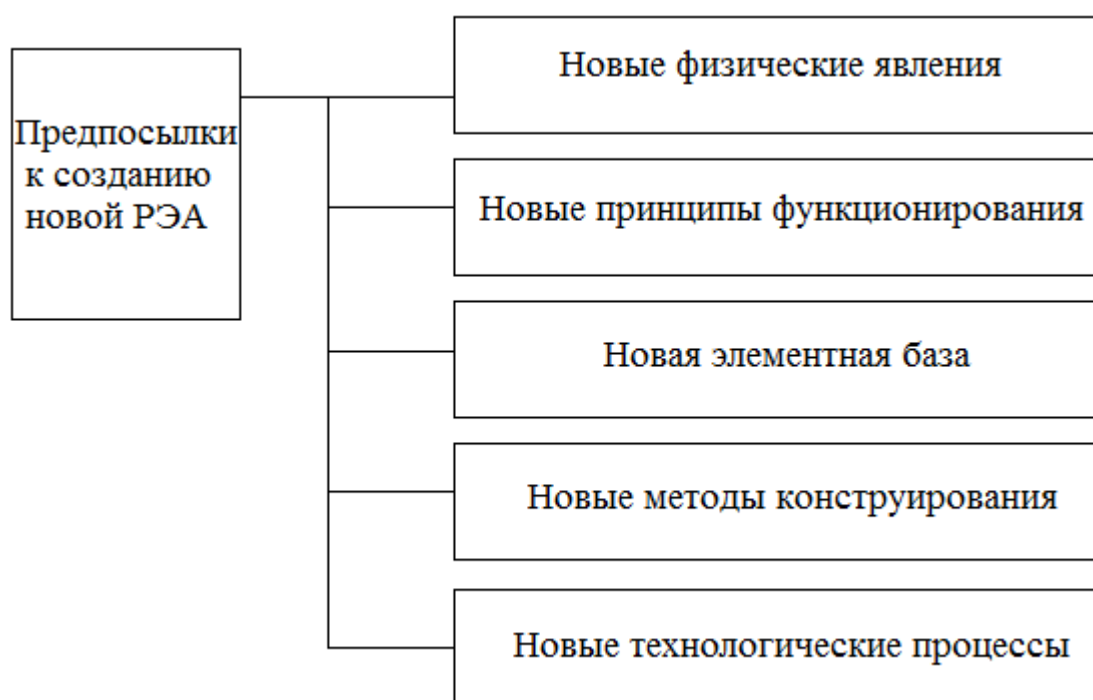 Предпосылки
к созданию
новой РЭА
Новые физические явления
Новые принципы функционирования
Новая элементная база
Новые методы конструирования
Новые технологические процессы